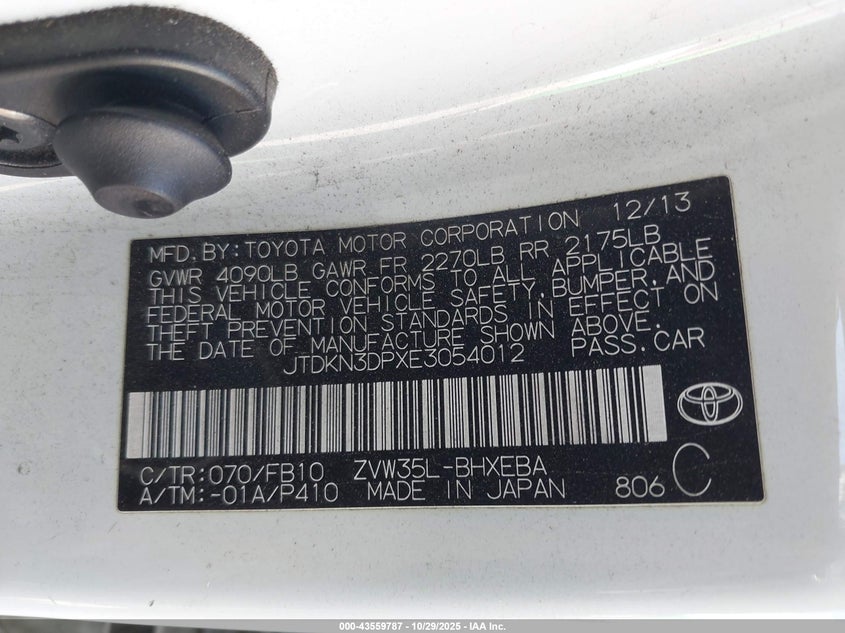 MFD. BY: TOYOTA MOTOR CORPORATION 12/13
GVWR 4090LB GAWR FR 2270LB RR 2175LB
THIS VEHICLE CONFORMS TO ALL APPLICABLE
FEDERAL MOTOR VEHICLE SAFETY, BUMPER, AND
THEFT PREVENTION STANDARDS IN EFFECT ON
THE DATE OF MANUFACTURE SHOWN ABOVE.
JTDKN3DPXE3054012 PASS.CAR
C/TR:070/FB10 ZVW35L-BHXEBA
A/TM:-01A/P410 MADE IN JAPAN 806 C
000-43559787 - 10/29/2025 - IAA Inc.